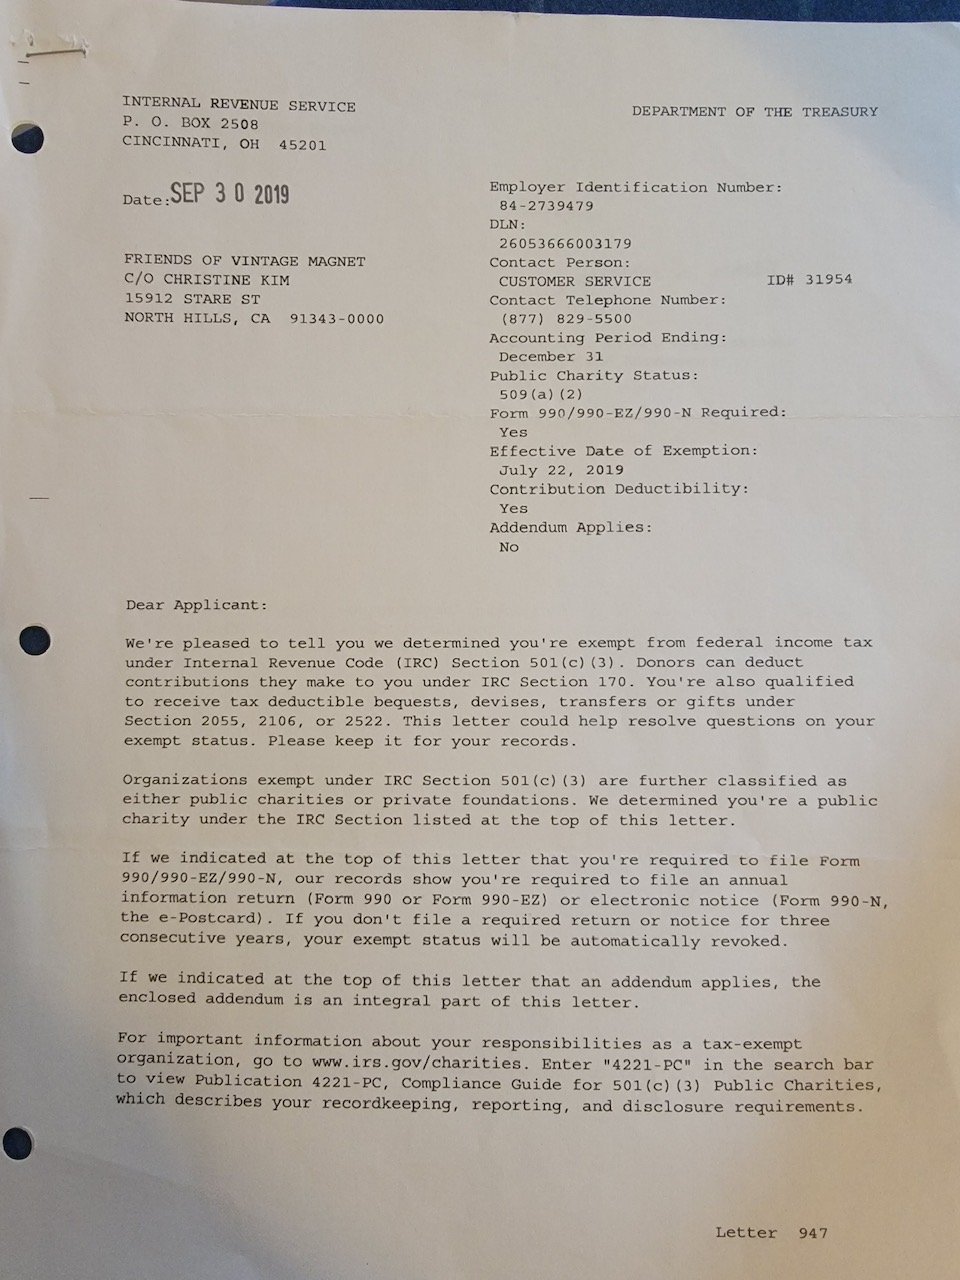 INTERNAL REVENUE SERVICE
P. O. BOX 2508
CINCINNATI, OH 45201
DEPARTMENT OF THE TREASURY
Date: SEP 30 2019
FRIENDS OF VINTAGE MAGNET
C/O CHRISTINE KIM
15912 STARE ST
NORTH HILLS, CA 91343-0000
Employer Identification Number:
84-2739479
DLN:
26053666003179
Contact Person:
CUSTOMER SERVICE ID# 31954
Contact Telephone Number:
(877) 829-5500
Accounting Period Ending:
December 31
Public Charity Status:
509(a)(2)
Form 990/990-EZ/990-N Required:
Yes
Effective Date of Exemption:
July 22, 2019
Contribution Deductibility:
Yes
Addendum Applies:
No
Dear Applicant:
We're pleased to tell you we determined you're exempt from federal income tax
under Internal Revenue Code (IRC) Section 501(c)(3). Donors can deduct
contributions they make to you under IRC Section 170. You're also qualified
to receive tax deductible bequests, devises, transfers or gifts under
Section 2055, 2106, or 2522. This letter could help resolve questions on your
exempt status. Please keep it for your records.
Organizations exempt under IRC Section 501(c)(3) are further classified as
either public charities or private foundations. We determined you're a public
charity under the IRC Section listed at the top of this letter.
If we indicated at the top of this letter that you're required to file Form
990/990-EZ/990-N, our records show you're required to file an annual
information return (Form 990 or Form 990-EZ) or electronic notice (Form 990-N,
the e-Postcard). If you don't file a required return or notice for three
consecutive years, your exempt status will be automatically revoked.
If we indicated at the top of this letter that an addendum applies, the
enclosed addendum is an integral part of this letter.
For important information about your responsibilities as a tax-exempt
organization, go to www.irs.gov/charities. Enter "4221-PC" in the search bar
to view Publication 4221-PC, Compliance Guide for 501(c)(3) Public Charities,
which describes your recordkeeping, reporting, and disclosure requirements.
Letter 947